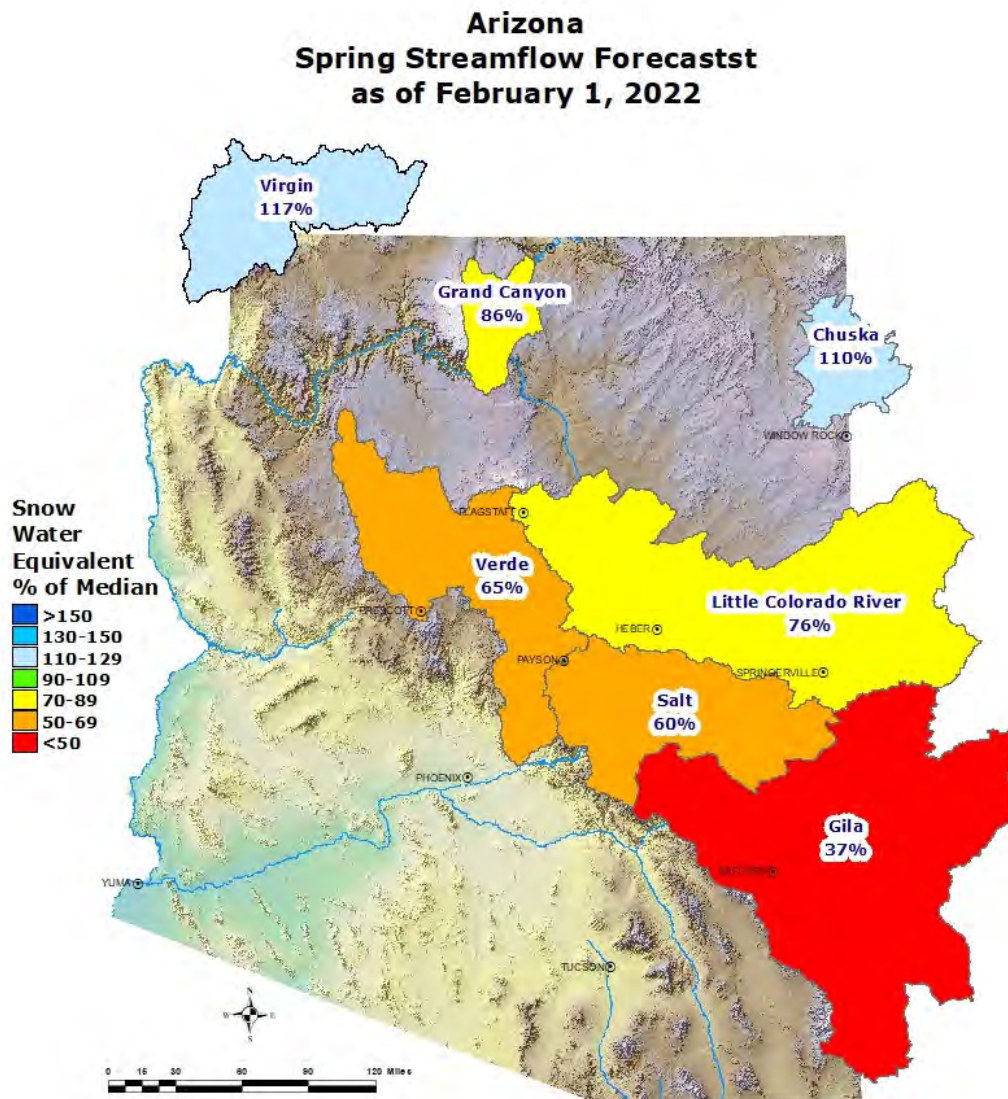 Arizona
Spring Streamflow Forecastst
as of February 1, 2022
Virgin
117%
Grand Canyon
86%
Chuska
110%
WINDOW ROCK
FLAGSTAFF
Verde
65%
Little Colorado River
76%
PRESCOTT
HEBER
PAYSON
SPRINGERVILLE
Salt
60%
PHOENIX
Gila
37%
YUMA
TUCSON
Snow
Water
Equivalent
% of Median
>150
130-150
110-129
90-109
70-89
50-69
<50
N
W E
S
0 15 30 60 90 120 Miles